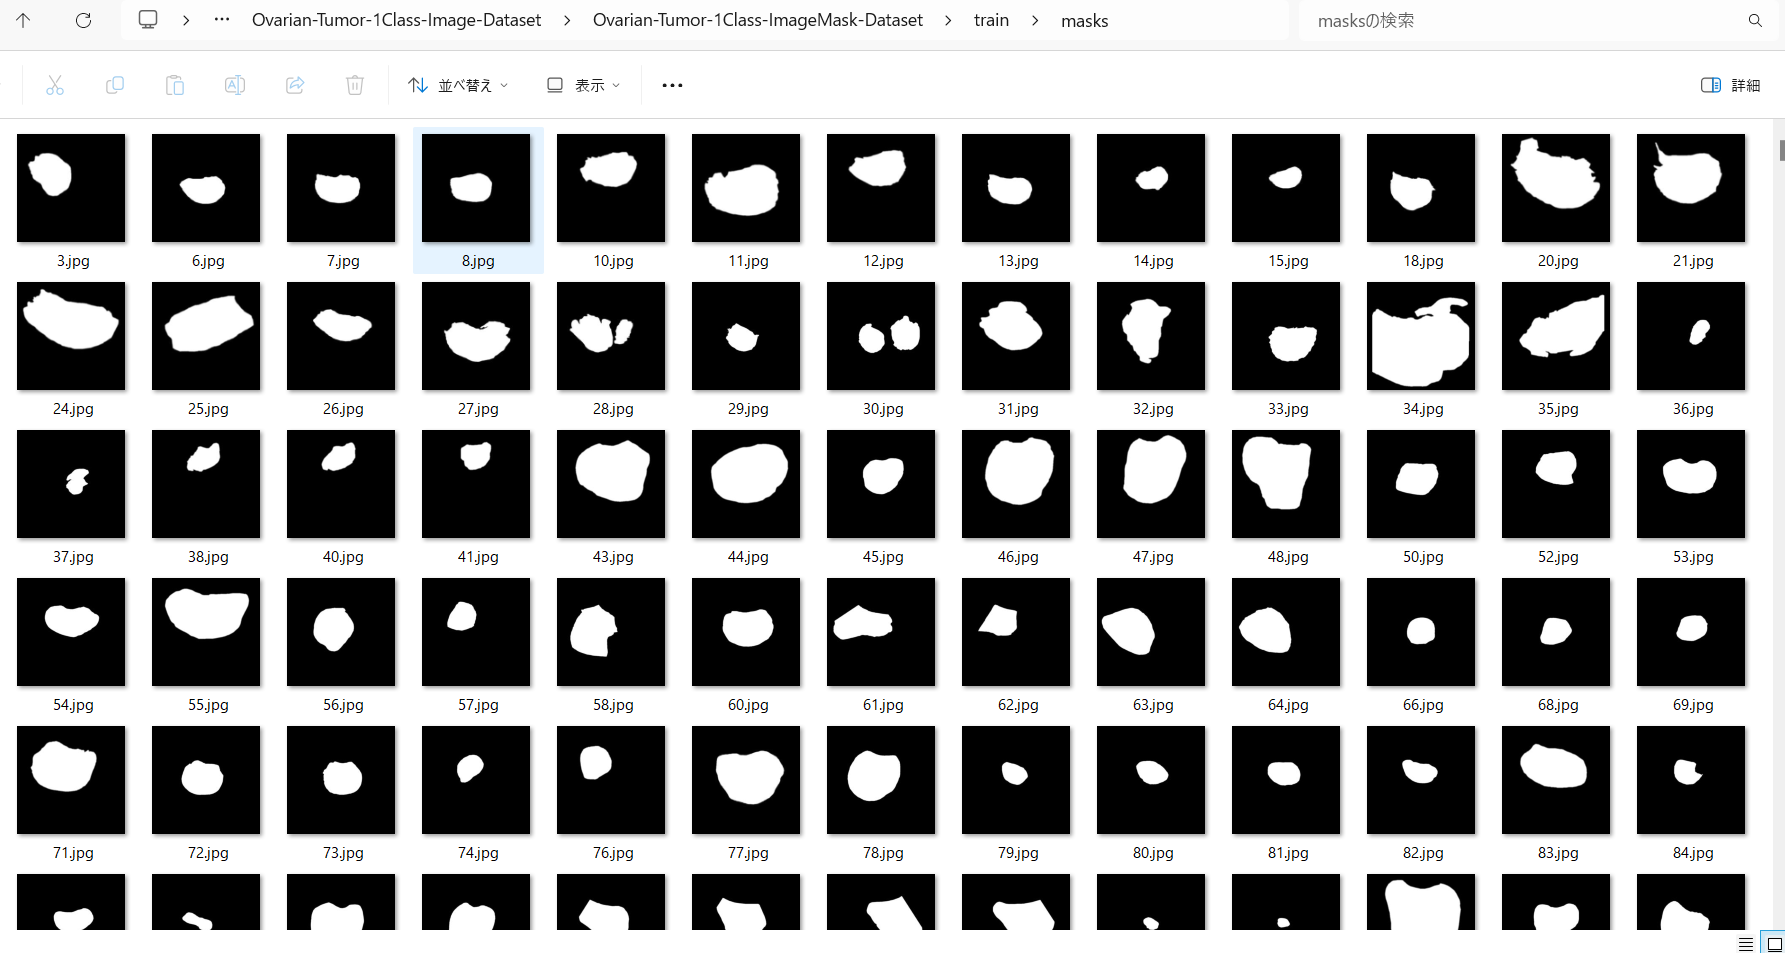 … Ovarian-Tumor-1Class-Image-Dataset > Ovarian-Tumor-1Class-ImageMask-Dataset > train > masks masksの検索
並べ替え 表示 … 詳細
3.jpg 6.jpg 7.jpg 8.jpg 10.jpg 11.jpg 12.jpg 13.jpg 14.jpg 15.jpg 18.jpg 20.jpg 21.jpg
24.jpg 25.jpg 26.jpg 27.jpg 28.jpg 29.jpg 30.jpg 31.jpg 32.jpg 33.jpg 34.jpg 35.jpg 36.jpg
37.jpg 38.jpg 40.jpg 41.jpg 43.jpg 44.jpg 45.jpg 46.jpg 47.jpg 48.jpg 50.jpg 52.jpg 53.jpg
54.jpg 55.jpg 56.jpg 57.jpg 58.jpg 60.jpg 61.jpg 62.jpg 63.jpg 64.jpg 66.jpg 68.jpg 69.jpg
71.jpg 72.jpg 73.jpg 74.jpg 76.jpg 77.jpg 78.jpg 79.jpg 80.jpg 81.jpg 82.jpg 83.jpg 84.jpg